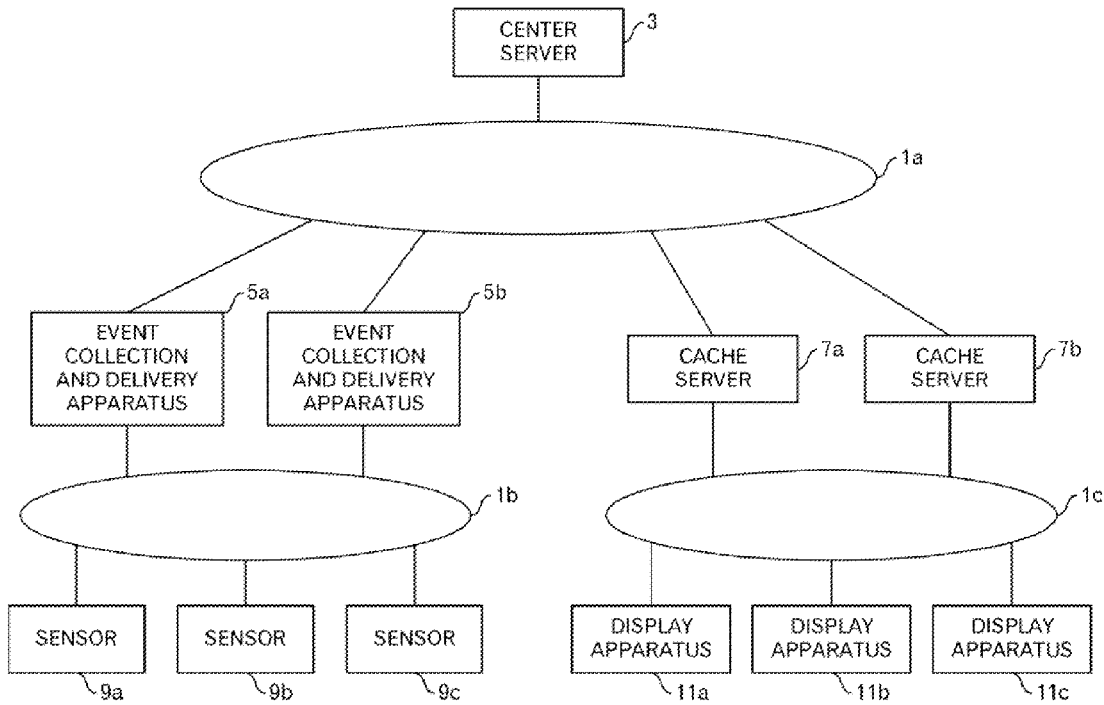 CENTER
SERVER
3
1a
5a
5b
EVENT
COLLECTION
AND DELIVERY
APPARATUS
EVENT
COLLECTION
AND DELIVERY
APPARATUS
CACHE
SERVER
7a
CACHE
SERVER
7b
1b
1c
SENSOR
SENSOR
SENSOR
DISPLAY
APPARATUS
DISPLAY
APPARATUS
DISPLAY
APPARATUS
9a
9b
9c
11a
11b
11c